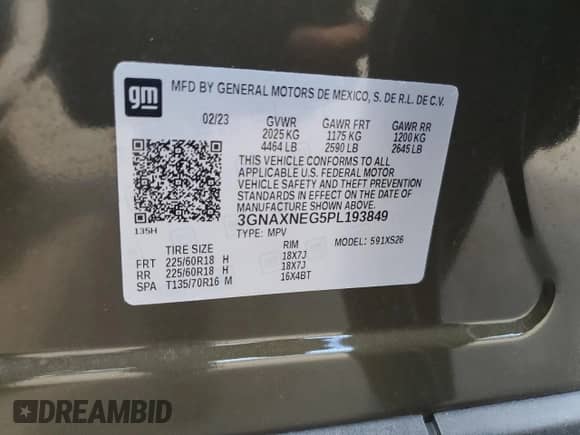 gm
MFD BY GENERAL MOTORS DE MEXICO, S. DE R.L. DE C.V.
02/23 GVWR GAWR FRT GAWR RR
2025 KG 1175 KG 1200 KG
4464 LB 2590 LB 2645 LB
THIS VEHICLE CONFORMS TO ALL
APPLICABLE U.S. FEDERAL MOTOR
VEHICLE SAFETY AND THEFT PREVENTION
STANDARDS IN EFFECT ON THE DATE OF
MANUFACTURE SHOWN ABOVE.
3GNAXNEG5PL193849
135H TYPE: MPV MODEL: 591XS26
TIRE SIZE RIM
FRT 225/60R18 H 18X7J
RR 225/60R18 H 18X7J
SPA T135/70R16 M 16X4BT
DREAMBID